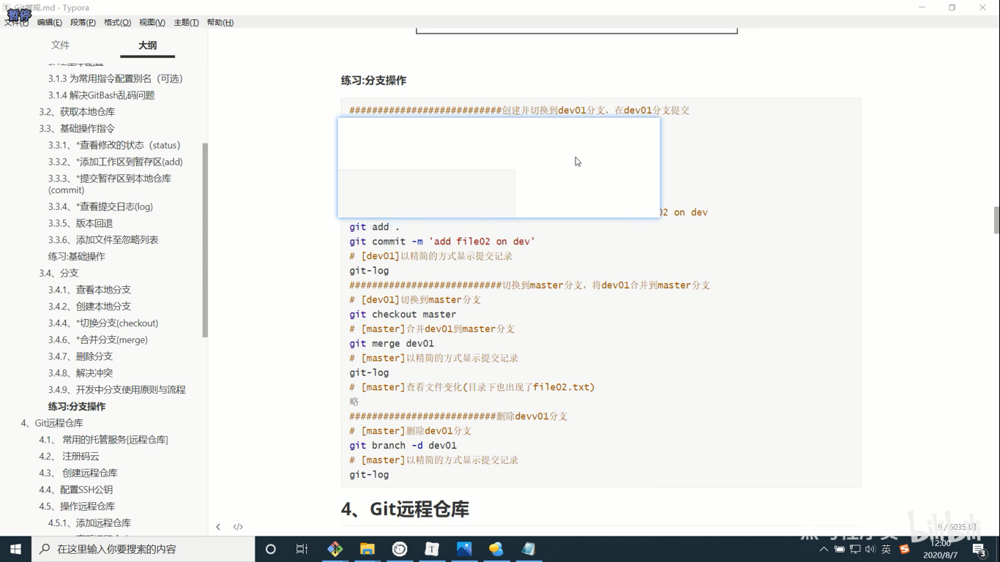 Git常规.md - Typora
暂停
文件(F) 编辑(E) 段落(P) 格式(O) 视图(V) 主题(T) 帮助(H)
文件 大纲
3.1.2基本配置
3.1.3 为常用指令配置别名（可选）
3.1.4 解决GitBash乱码问题
3.2、获取本地仓库
3.3、基础操作指令
3.3.1、*查看修改的状态（status）
3.3.2、*添加工作区到暂存区(add)
3.3.3、*提交暂存区到本地仓库
(commit)
3.3.4、*查看提交日志(log)
3.3.5、版本回退
3.3.6、添加文件至忽略列表
练习:基础操作
3.4、分支
3.4.1、查看本地分支
3.4.2、创建本地分支
3.4.4、*切换分支(checkout)
3.4.6、*合并分支(merge)
3.4.7、删除分支
3.4.8、解决冲突
3.4.9、开发中分支使用原则与流程
练习:分支操作
4、Git远程仓库
4.1、 常用的托管服务[远程仓库]
4.2、 注册码云
4.3、 创建远程仓库
4.4、配置SSH公钥
4.5、操作远程仓库
4.5.1、添加远程仓库
练习:分支操作
###########################创建并切换到dev01分支，在dev01分支提交
02 on dev
git add .
git commit -m 'add file02 on dev'
# [dev01]以精简的方式显示提交记录
git-log
###########################切换到master分支，将dev01合并到master分支
# [dev01]切换到master分支
git checkout master
# [master]合并dev01到master分支
git merge dev01
# [master]以精简的方式显示提交记录
git-log
# [master]查看文件变化(目录下也出现了file02.txt)
略
##########################删除devv01分支
# [master]删除dev01分支
git branch -d dev01
# [master]以精简的方式显示提交记录
git-log
4、Git远程仓库
9 / 6035 词
bilibili
在这里输入你要搜索的内容
英
12:00
2020/8/7
3